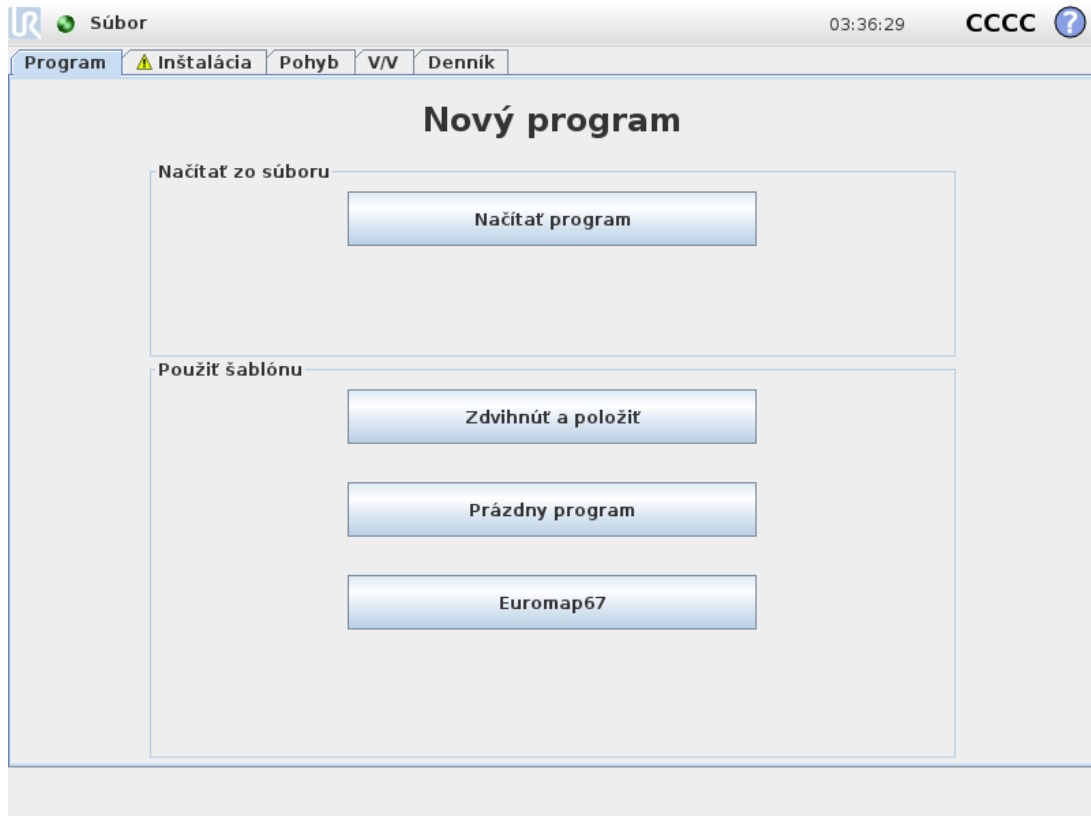 UR Súbor 03:36:29 CCCC ?
Program Inštalácia Pohyb V/V Denník
Nový program
Načítať zo súboru
Načítať program
Použiť šablónu
Zdvihnúť a položiť
Prázdny program
Euromap67